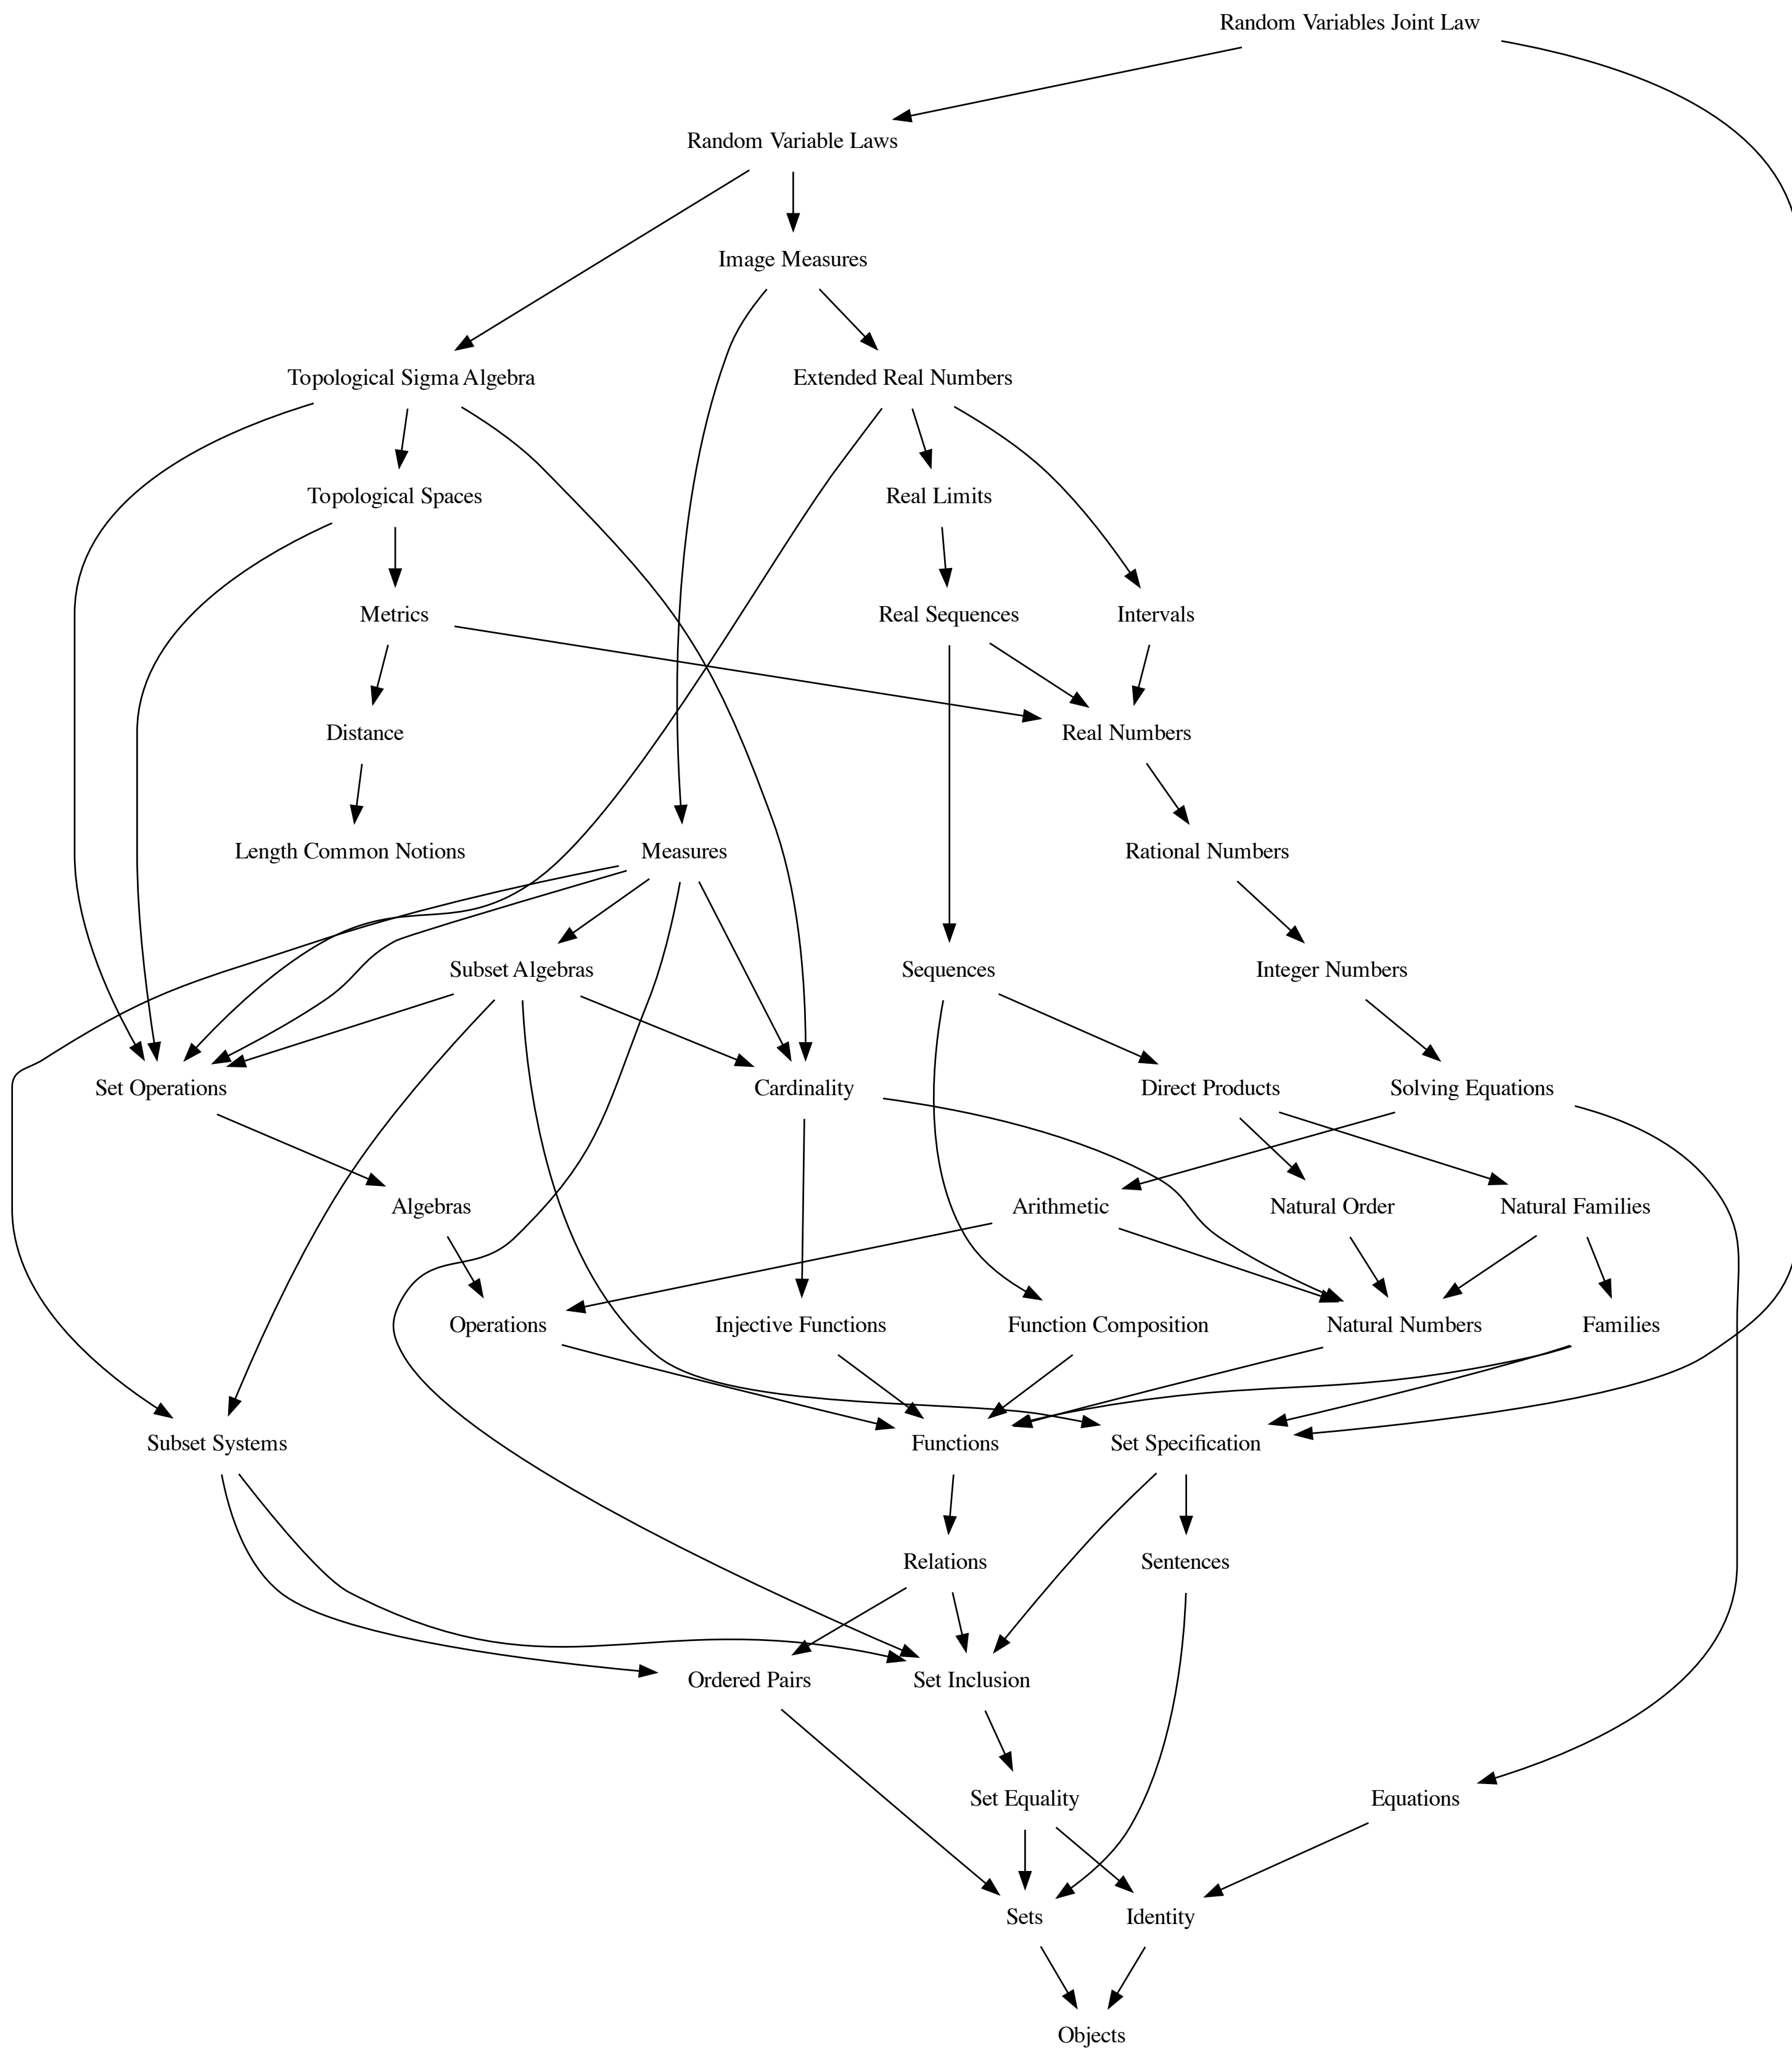 Random Variables Joint Law
Random Variable Laws
Image Measures
Topological Sigma Algebra
Extended Real Numbers
Topological Spaces
Real Limits
Metrics
Real Sequences
Intervals
Distance
Real Numbers
Length Common Notions
Measures
Rational Numbers
Subset Algebras
Sequences
Integer Numbers
Set Operations
Cardinality
Direct Products
Solving Equations
Algebras
Arithmetic
Natural Order
Natural Families
Operations
Injective Functions
Function Composition
Natural Numbers
Families
Subset Systems
Functions
Set Specification
Relations
Sentences
Ordered Pairs
Set Inclusion
Set Equality
Equations
Sets
Identity
Objects